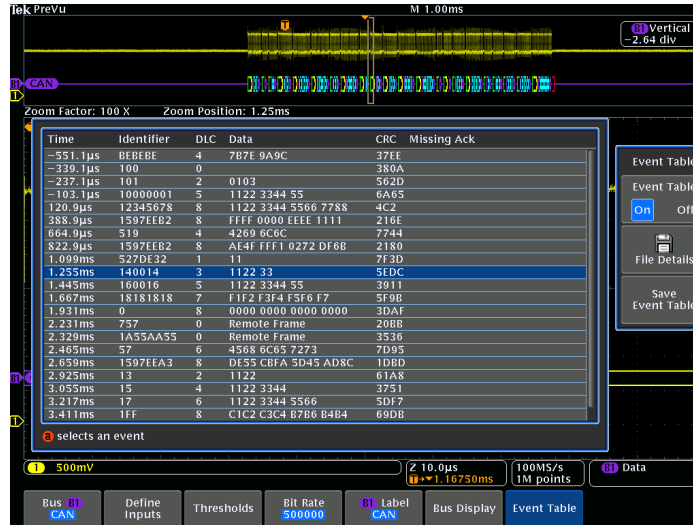 Tek PreVu M 1.00ms
T
B1 Vertical
-2.64 div
B1 CAN
1
Zoom Factor: 100 X Zoom Position: 1.25ms
Time Identifier DLC Data CRC Missing Ack
-551.1µs BEBEBE 4 7B7E 9A9C 37EE
-339.1µs 100 0 380A
-237.1µs 101 2 0103 562D
-103.1µs 10000001 5 1122 3344 55 6A65
120.9µs 12345678 8 1122 3344 5566 7788 4C2
388.9µs 1597EEB2 8 FFFF 0000 EEEE 1111 216E
664.9µs 519 4 4269 6C6C 7744
822.9µs 1597EEB2 8 AE4F FFF1 0272 DF6B 2180
1.099ms 527DE32 1 11 7F3D
1.255ms 140014 3 1122 33 5EDC
1.445ms 160016 5 1122 3344 55 3911
1.667ms 18181818 7 F1F2 F3F4 F5F6 F7 5F9B
1.931ms 0 8 0000 0000 0000 0000 3DAF
2.231ms 757 0 Remote Frame 20BB
2.329ms 1A55AA55 0 Remote Frame 3536
2.465ms 57 6 4568 6C65 7273 7D95
2.659ms 1597EEA3 8 DE55 CBFA 5D45 AD8C 1DBD
2.925ms 13 2 1122 61A8
3.055ms 15 4 1122 3344 3751
3.217ms 17 6 1122 3344 5566 5DF7
3.411ms 1FF 8 C1C2 C3C4 B7B6 B4B4 69DB
a selects an event
Event Table
Event Table
On Off
File Details
Save
Event Table
B1
1
1 500mV
Z 10.0µs
T→▼1.16750ms
100MS/s
1M points
B1 Data
Bus B1
CAN
Define
Inputs
Thresholds
Bit Rate
500000
B1 Label
CAN
Bus Display
Event Table